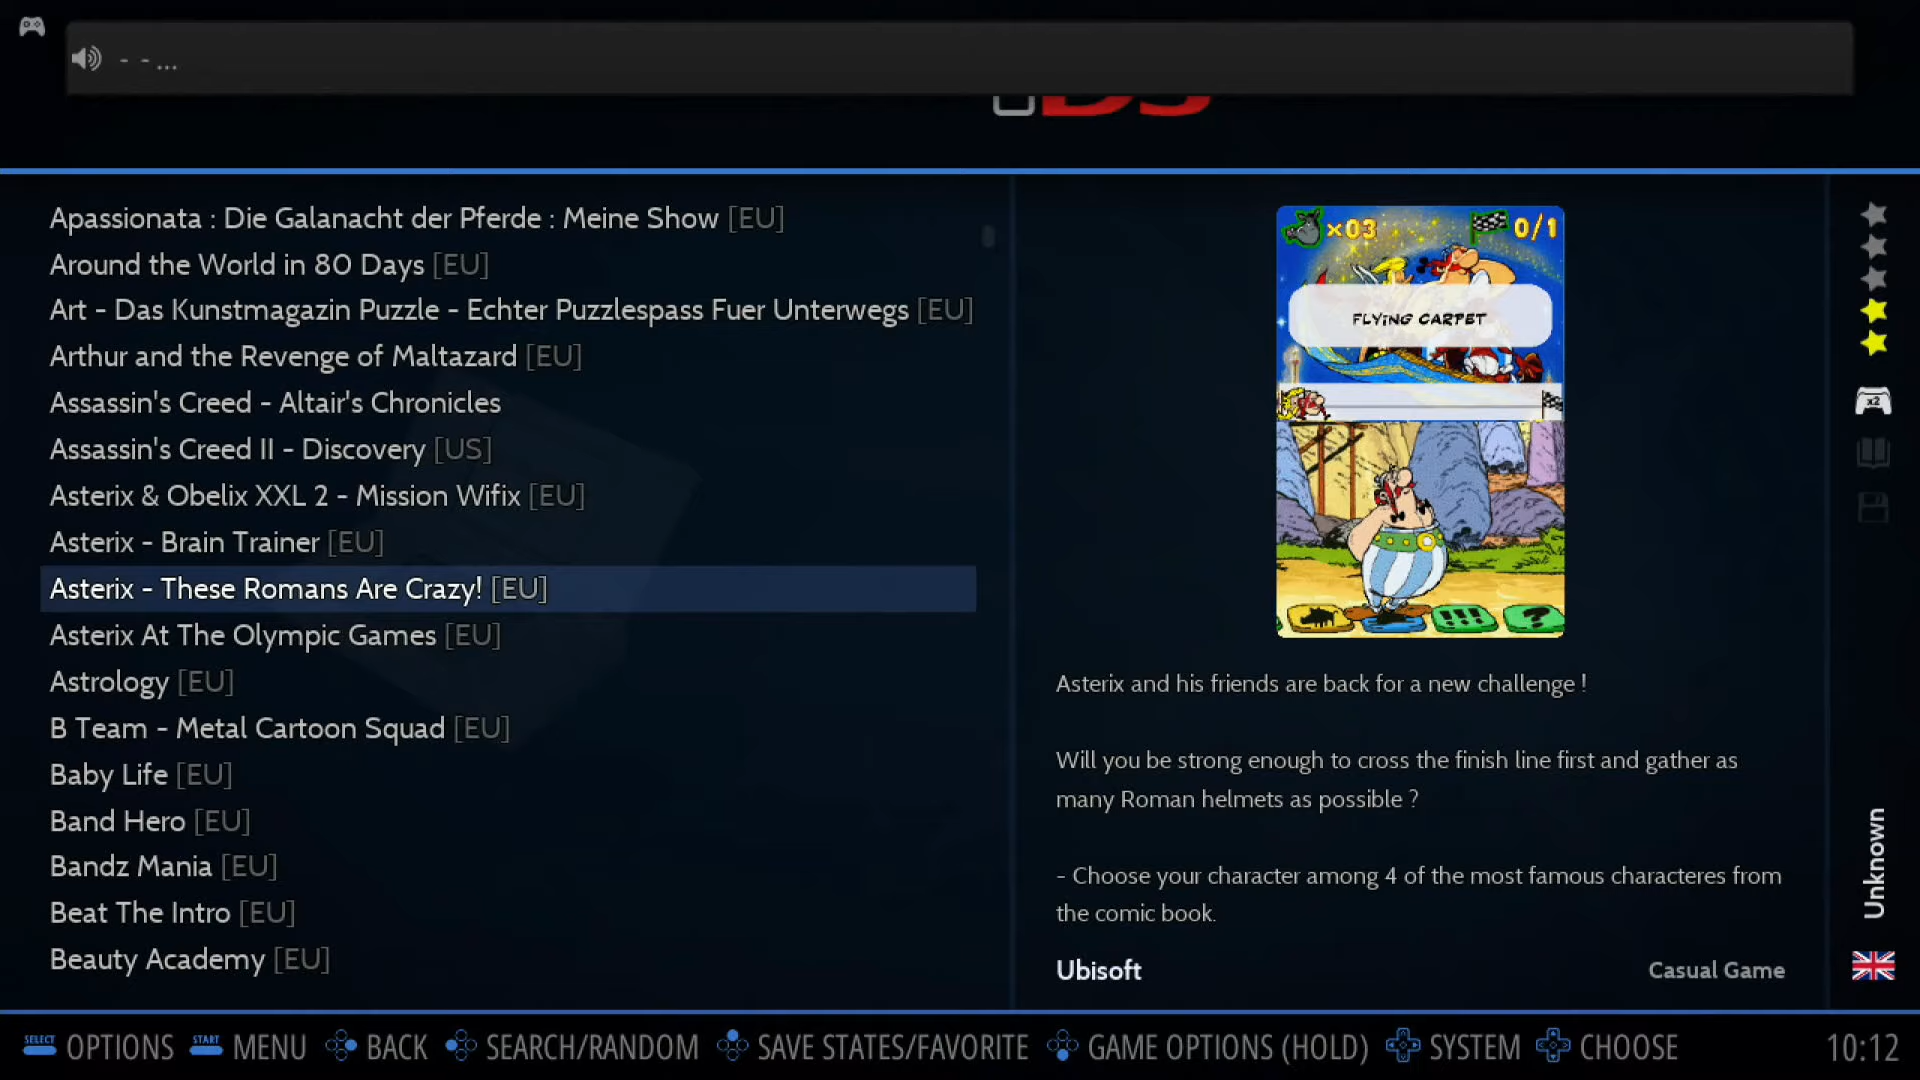 - - ...
DS
Apassionata : Die Galanacht der Pferde : Meine Show [EU]
Around the World in 80 Days [EU]
Art - Das Kunstmagazin Puzzle - Echter Puzzlespass Fuer Unterwegs [EU]
Arthur and the Revenge of Maltazard [EU]
Assassin's Creed - Altair's Chronicles
Assassin's Creed II - Discovery [US]
Asterix & Obelix XXL 2 - Mission Wifix [EU]
Asterix - Brain Trainer [EU]
Asterix - These Romans Are Crazy! [EU]
Asterix At The Olympic Games [EU]
Astrology [EU]
B Team - Metal Cartoon Squad [EU]
Baby Life [EU]
Band Hero [EU]
Bandz Mania [EU]
Beat The Intro [EU]
Beauty Academy [EU]
×03 0/1
FLYING CARPET
!!! ?
Asterix and his friends are back for a new challenge !
Will you be strong enough to cross the finish line first and gather as
many Roman helmets as possible ?
- Choose your character among 4 of the most famous characteres from
the comic book.
Ubisoft Casual Game
x2
Unknown
SELECT OPTIONS START MENU BACK SEARCH/RANDOM SAVE STATES/FAVORITE GAME OPTIONS (HOLD) SYSTEM CHOOSE 10:12